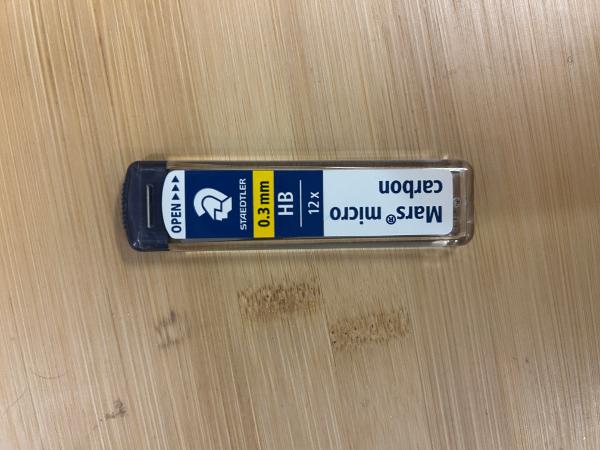 OPEN ▶▶▶
STAEDTLER
0.3 mm
HB
12 x
Mars® micro
carbon